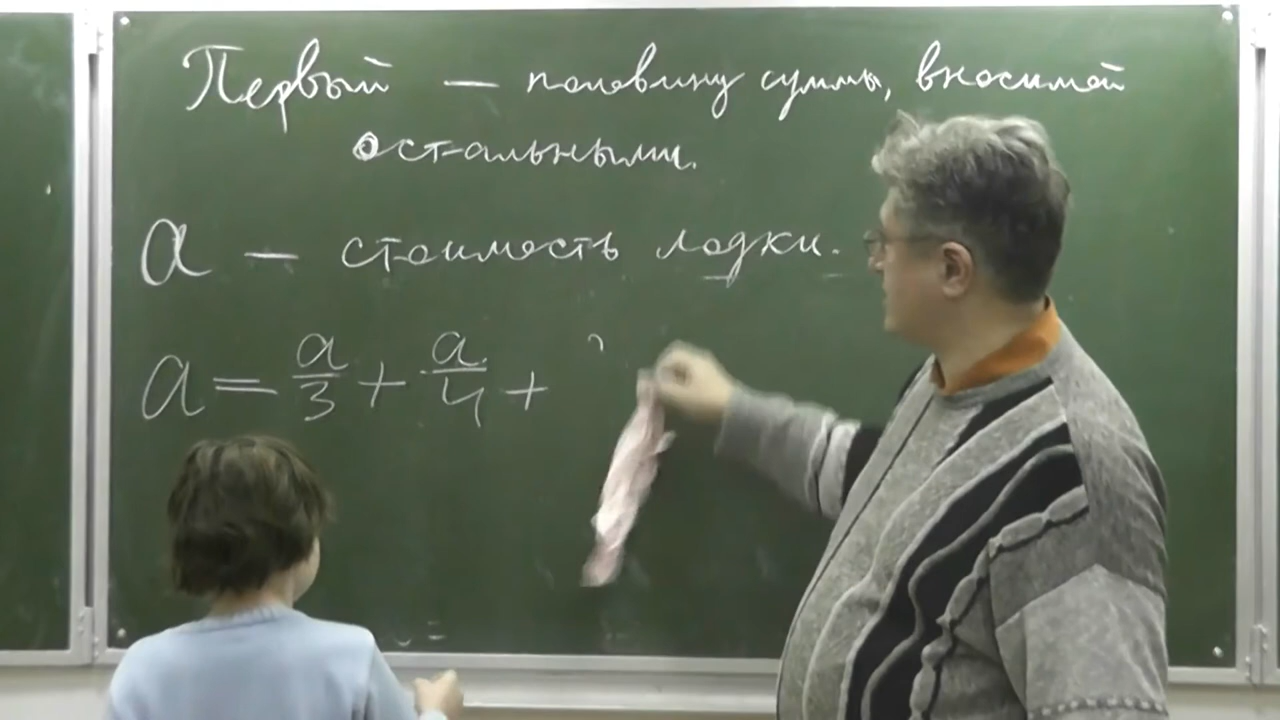 Первый — половину суммы, вносимой
остальными.
a — стоимость лодки.
a = a/3 + a/4 +